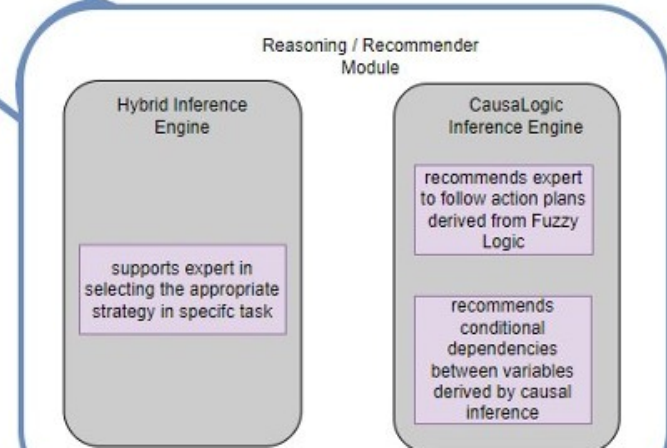 Reasoning / Recommender
Module
Hybrid Inference
Engine
supports expert in
selecting the appropriate
strategy in specifc task
CausaLogic
Inference Engine
recommends expert
to follow action plans
derived from Fuzzy
Logic
recommends
conditional
dependencies
between variables
derived by causal
inference